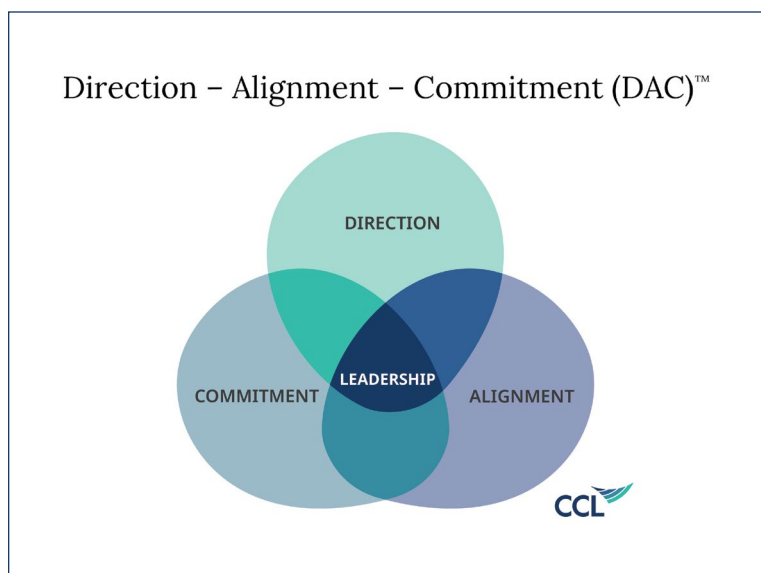 Direction – Alignment – Commitment (DAC)™
DIRECTION
LEADERSHIP
COMMITMENT
ALIGNMENT
CCL